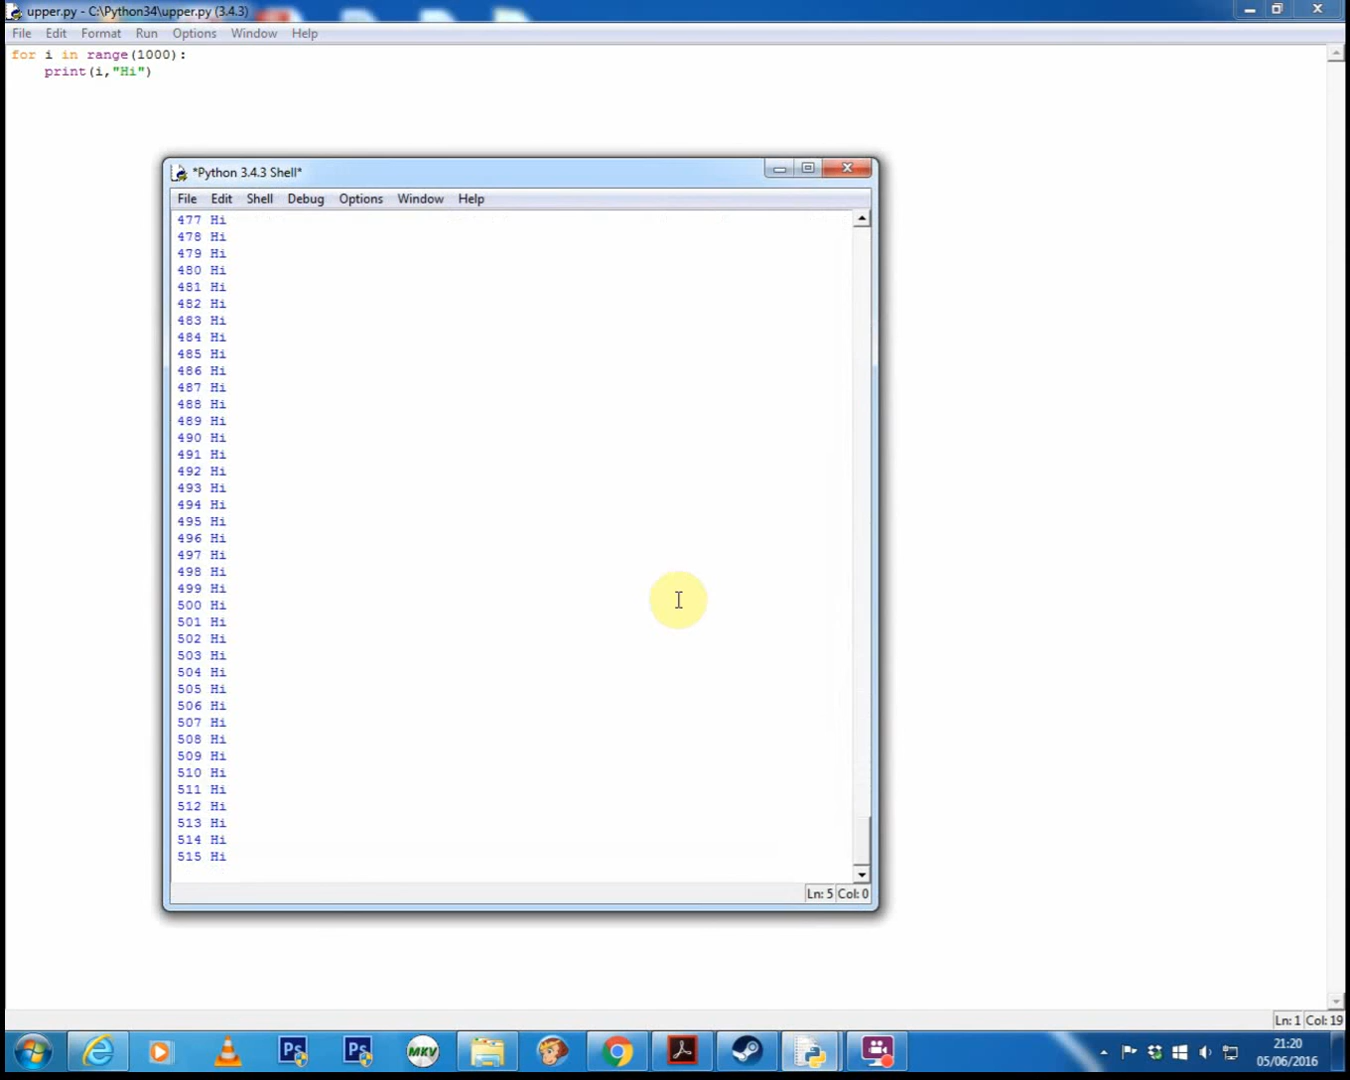 upper.py - C:\Python34\upper.py (3.4.3)
File Edit Format Run Options Window Help
for i in range(1000):
    print(i,"Hi")
*Python 3.4.3 Shell*
File Edit Shell Debug Options Window Help
477 Hi
478 Hi
479 Hi
480 Hi
481 Hi
482 Hi
483 Hi
484 Hi
485 Hi
486 Hi
487 Hi
488 Hi
489 Hi
490 Hi
491 Hi
492 Hi
493 Hi
494 Hi
495 Hi
496 Hi
497 Hi
498 Hi
499 Hi
500 Hi
501 Hi
502 Hi
503 Hi
504 Hi
505 Hi
506 Hi
507 Hi
508 Hi
509 Hi
510 Hi
511 Hi
512 Hi
513 Hi
514 Hi
515 Hi
Ln: 5 Col: 0
Ln: 1 Col: 19
Ps
Ps
MKV
21:20
05/06/2016